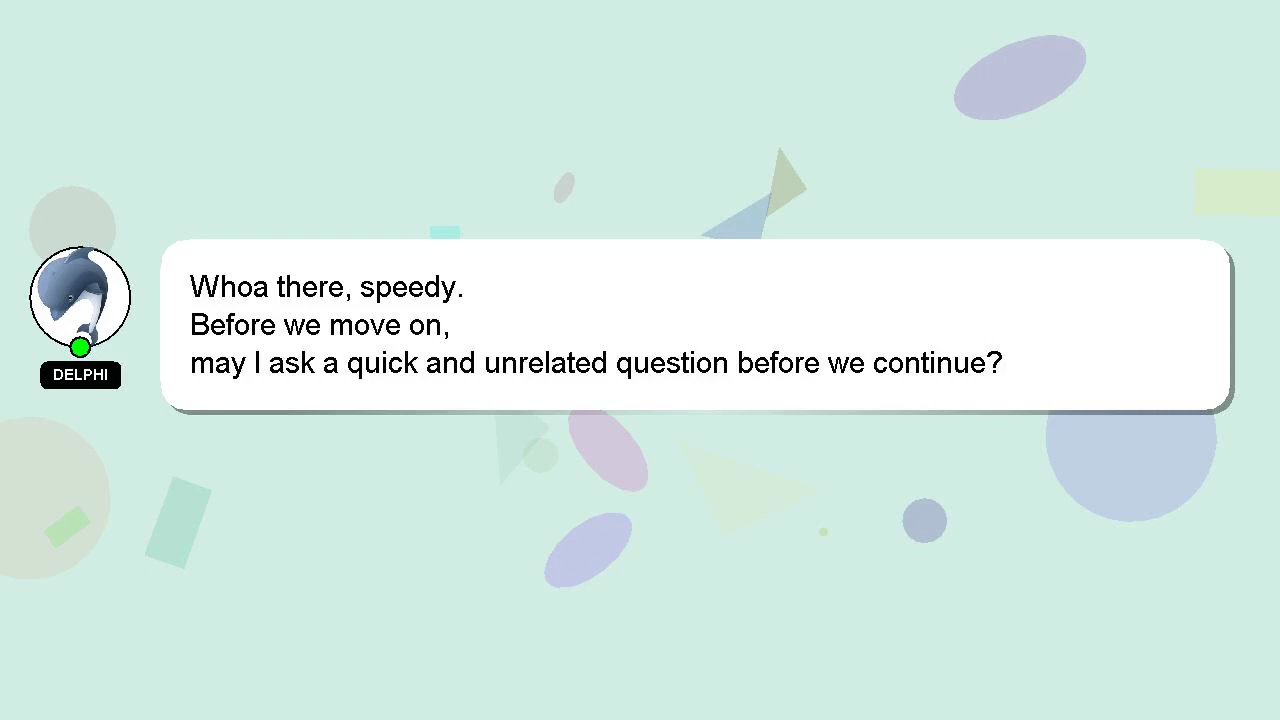 Whoa there, speedy.
Before we move on,
may I ask a quick and unrelated question before we continue?
DELPHI